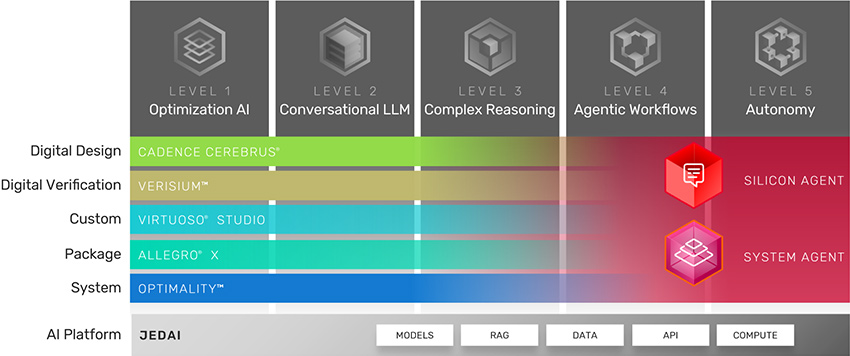 LEVEL 1
Optimization AI
LEVEL 2
Conversational LLM
LEVEL 3
Complex Reasoning
LEVEL 4
Agentic Workflows
LEVEL 5
Autonomy
Digital Design
CADENCE CEREBRUS®
Digital Verification
VERISIUM™
SILICON AGENT
Custom
VIRTUOSO® STUDIO
Package
ALLEGRO® X
SYSTEM AGENT
System
OPTIMALITY™
AI Platform
JEDAI
MODELS
RAG
DATA
API
COMPUTE